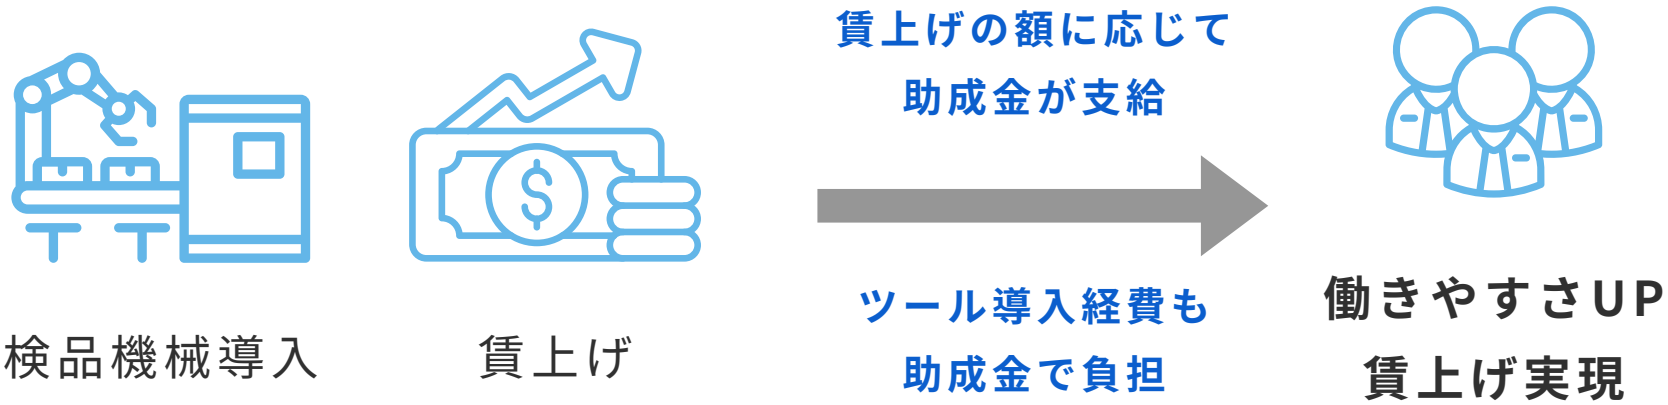 検品機械導入
賃上げ
賃上げの額に応じて
助成金が支給
ツール導入経費も
助成金で負担
働きやすさUP
賃上げ実現